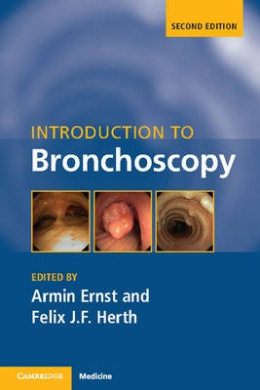 SECOND EDITION
INTRODUCTION TO
Bronchoscopy
EDITED BY
Armin Ernst and
Felix J.F. Herth
CAMBRIDGE Medicine